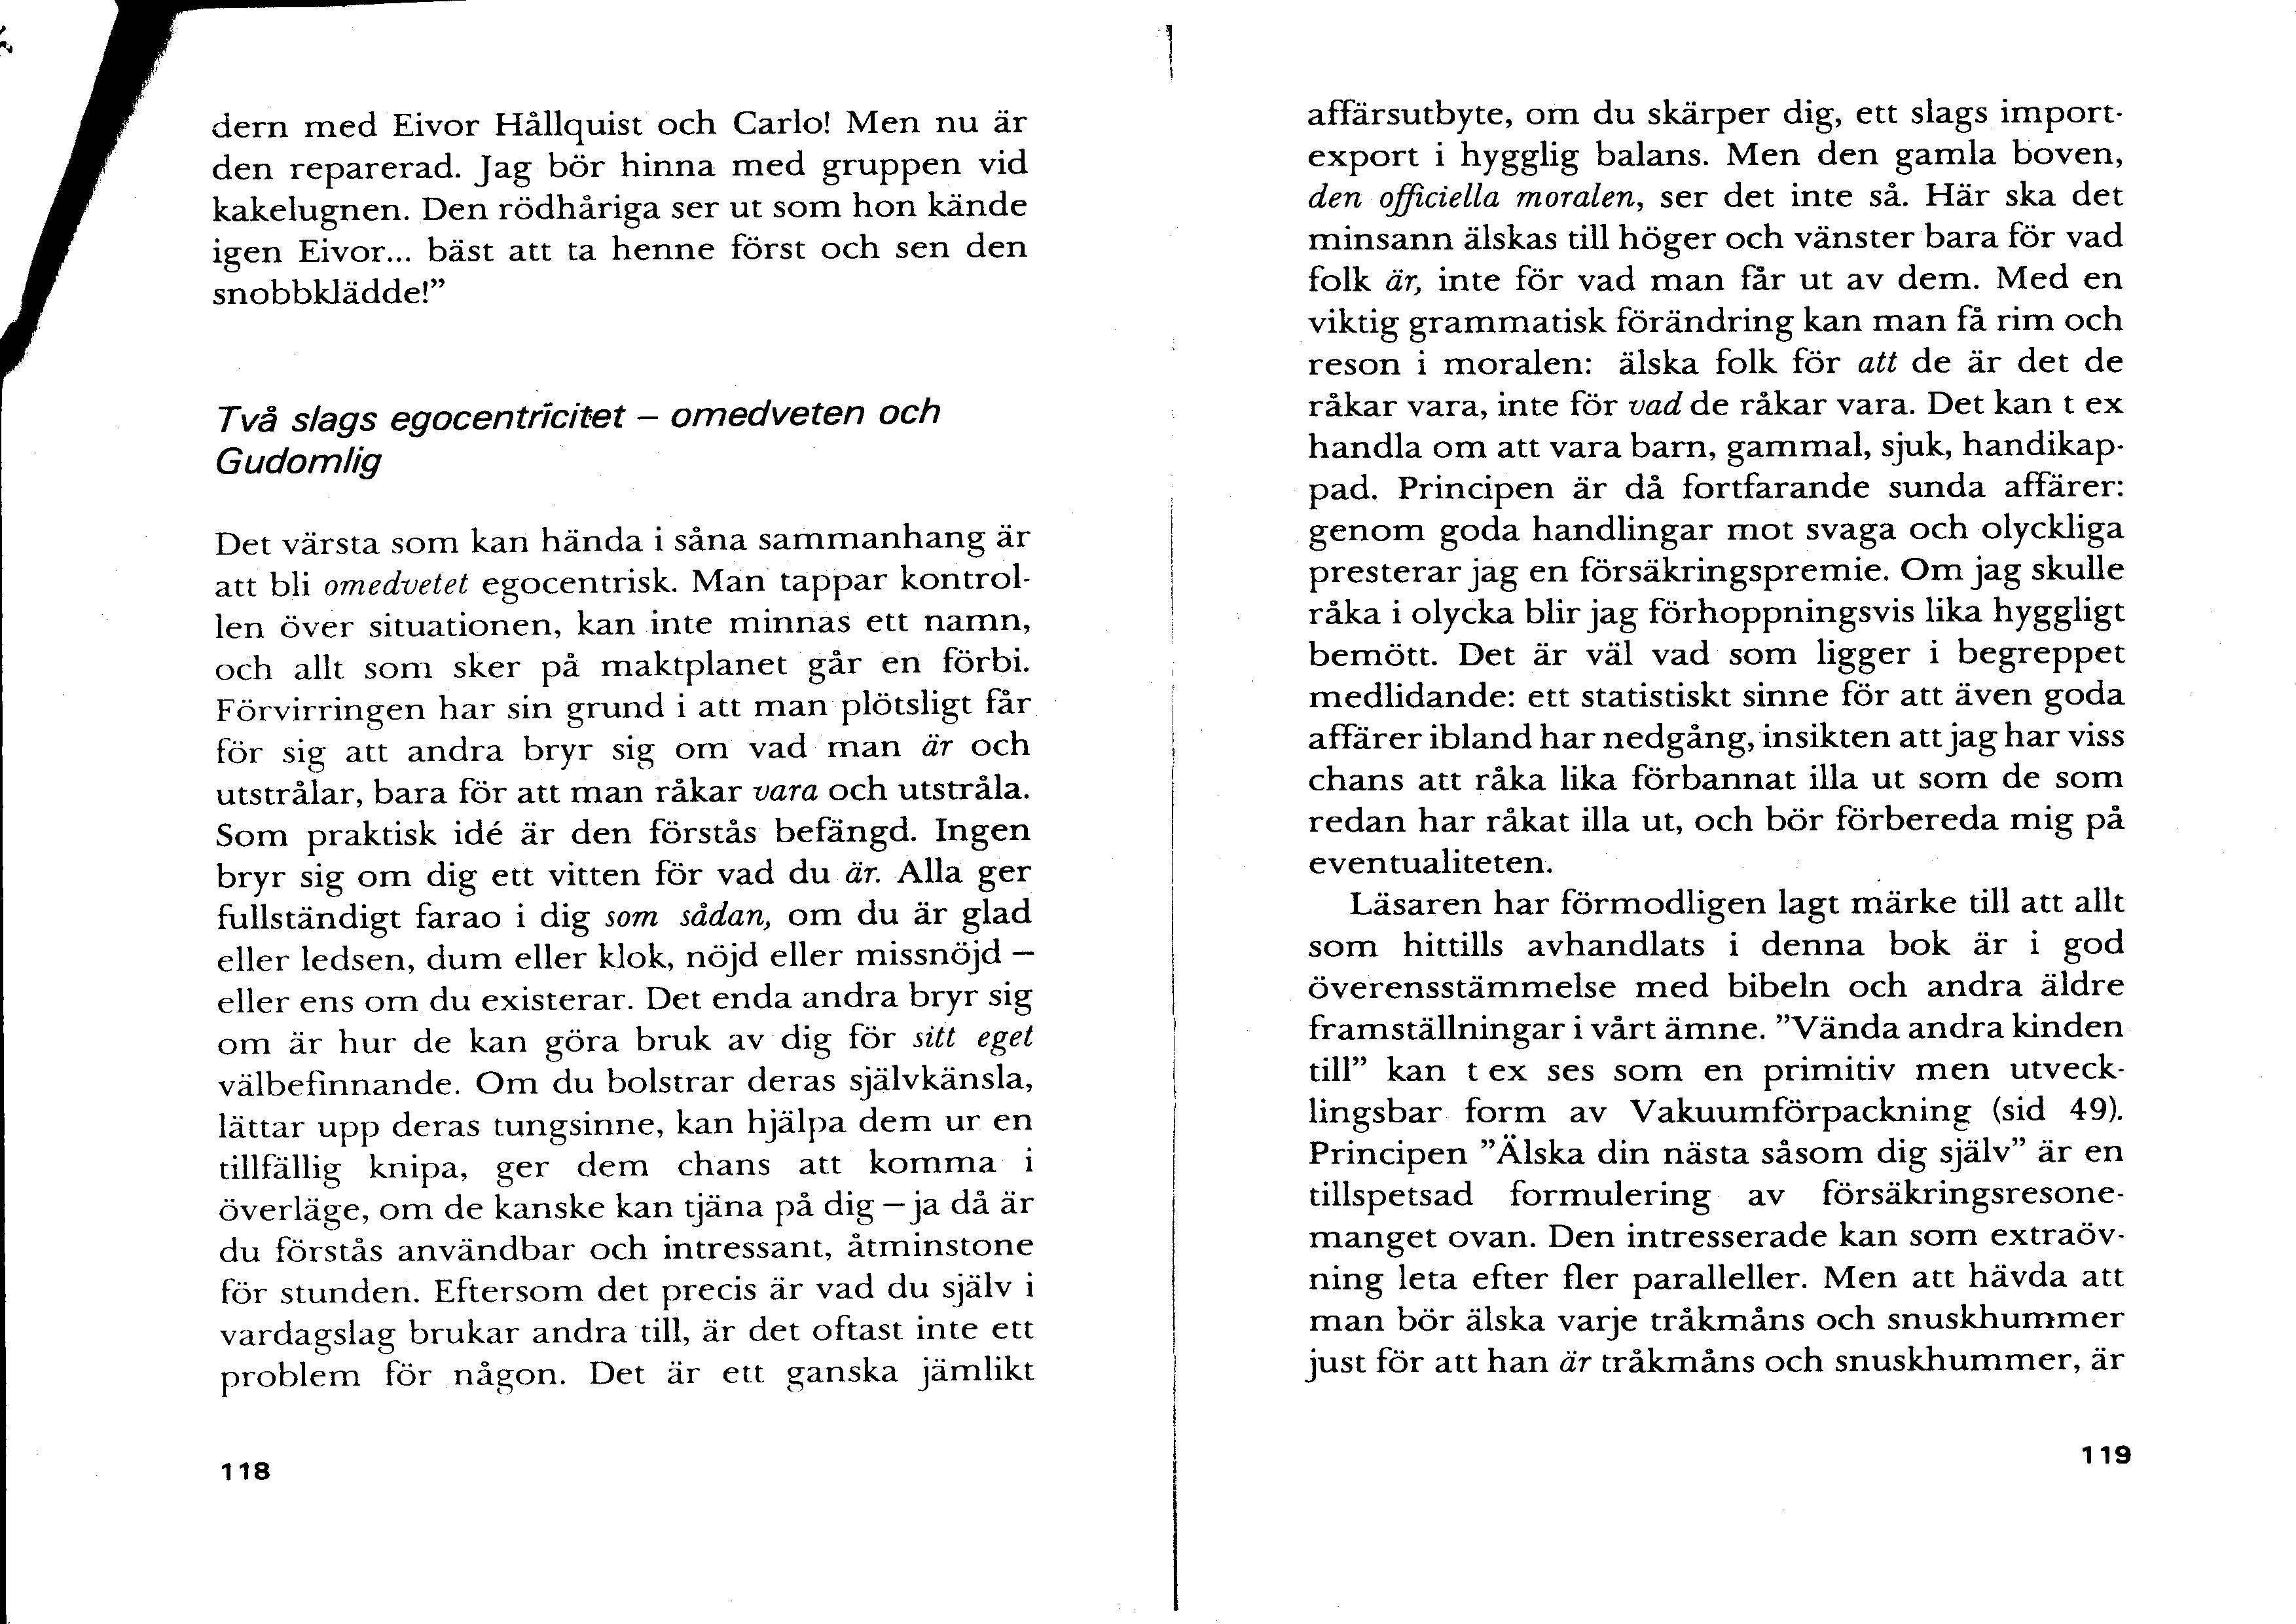 dern med Eivor Hållquist och Carlo! Men nu är
den reparerad. Jag bör hinna med gruppen vid
kakelugnen. Den rödhåriga ser ut som hon kände
igen Eivor... bäst att ta henne först och sen den
snobbklädde!”
Två slags egocentricitet – omedveten och
Gudomlig
Det värsta som kan hända i såna sammanhang är
att bli omedvetet egocentrisk. Man tappar kontrol-
len över situationen, kan inte minnas ett namn,
och allt som sker på maktplanet går en förbi.
Förvirringen har sin grund i att man plötsligt får
för sig att andra bryr sig om vad man är och
utstrålar, bara för att man råkar vara och utstråla.
Som praktisk idé är den förstås befängd. Ingen
bryr sig om dig ett vitten för vad du är. Alla ger
fullständigt farao i dig som sådan, om du är glad
eller ledsen, dum eller klok, nöjd eller missnöjd –
eller ens om du existerar. Det enda andra bryr sig
om är hur de kan göra bruk av dig för sitt eget
välbefinnande. Om du bolstrar deras självkänsla,
lättar upp deras tungsinne, kan hjälpa dem ur en
tillfällig knipa, ger dem chans att komma i
överläge, om de kanske kan tjäna på dig – ja då är
du förstås användbar och intressant, åtminstone
för stunden. Eftersom det precis är vad du själv i
vardagslag brukar andra till, är det oftast inte ett
problem för någon. Det är ett ganska jämlikt
118
affärsutbyte, om du skärper dig, ett slags import-
export i hygglig balans. Men den gamla boven,
den officiella moralen, ser det inte så. Här ska det
minsann älskas till höger och vänster bara för vad
folk är, inte för vad man får ut av dem. Med en
viktig grammatisk förändring kan man få rim och
reson i moralen: älska folk för att de är det de
råkar vara, inte för vad de råkar vara. Det kan t ex
handla om att vara barn, gammal, sjuk, handikap-
pad. Principen är då fortfarande sunda affärer:
genom goda handlingar mot svaga och olyckliga
presterar jag en försäkringspremie. Om jag skulle
råka i olycka blir jag förhoppningsvis lika hyggligt
bemött. Det är väl vad som ligger i begreppet
medlidande: ett statistiskt sinne för att även goda
affärer ibland har nedgång, insikten att jag har viss
chans att råka lika förbannat illa ut som de som
redan har råkat illa ut, och bör förbereda mig på
eventualiteten.
Läsaren har förmodligen lagt märke till att allt
som hittills avhandlats i denna bok är i god
överensstämmelse med bibeln och andra äldre
framställningar i vårt ämne. ”Vända andra kinden
till” kan t ex ses som en primitiv men utveck-
lingsbar form av Vakuumförpackning (sid 49).
Principen ”Älska din nästa såsom dig själv” är en
tillspetsad formulering av försäkringsresone-
manget ovan. Den intresserade kan som extraöv-
ning leta efter fler paralleller. Men att hävda att
man bör älska varje tråkmåns och snuskhummer
just för att han är tråkmåns och snuskhummer, är
119